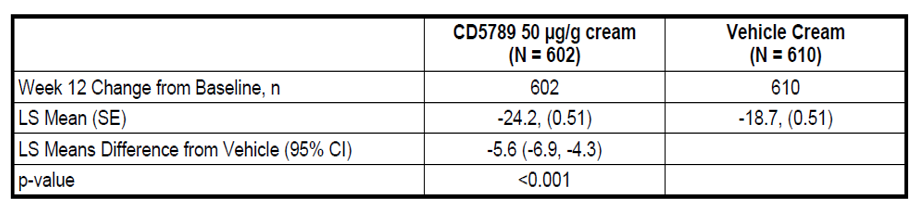 CD5789 50 µg/g cream Vehicle Cream
(N = 602) (N = 610)
Week 12 Change from Baseline, n 602 610
LS Mean (SE) -24.2, (0.51) -18.7, (0.51)
LS Means Difference from Vehicle (95% CI) -5.6 (-6.9, -4.3)
p-value <0.001